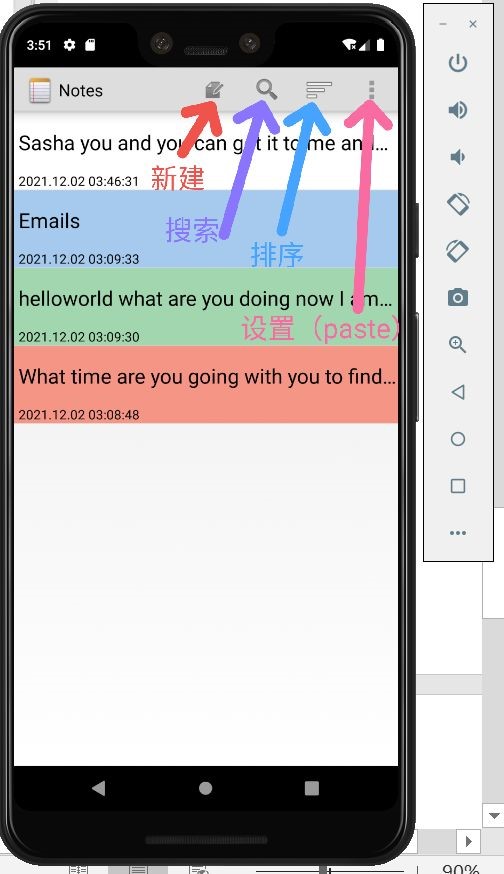 3:51
Notes
Sasha you and you can get it to me and...
2021.12.02 03:46:31
新建
Emails
搜索
排序
2021.12.02 03:09:33
helloworld what are you doing now I am...
设置（paste）
2021.12.02 03:09:30
What time are you going with you to find...
2021.12.02 03:08:48
90%